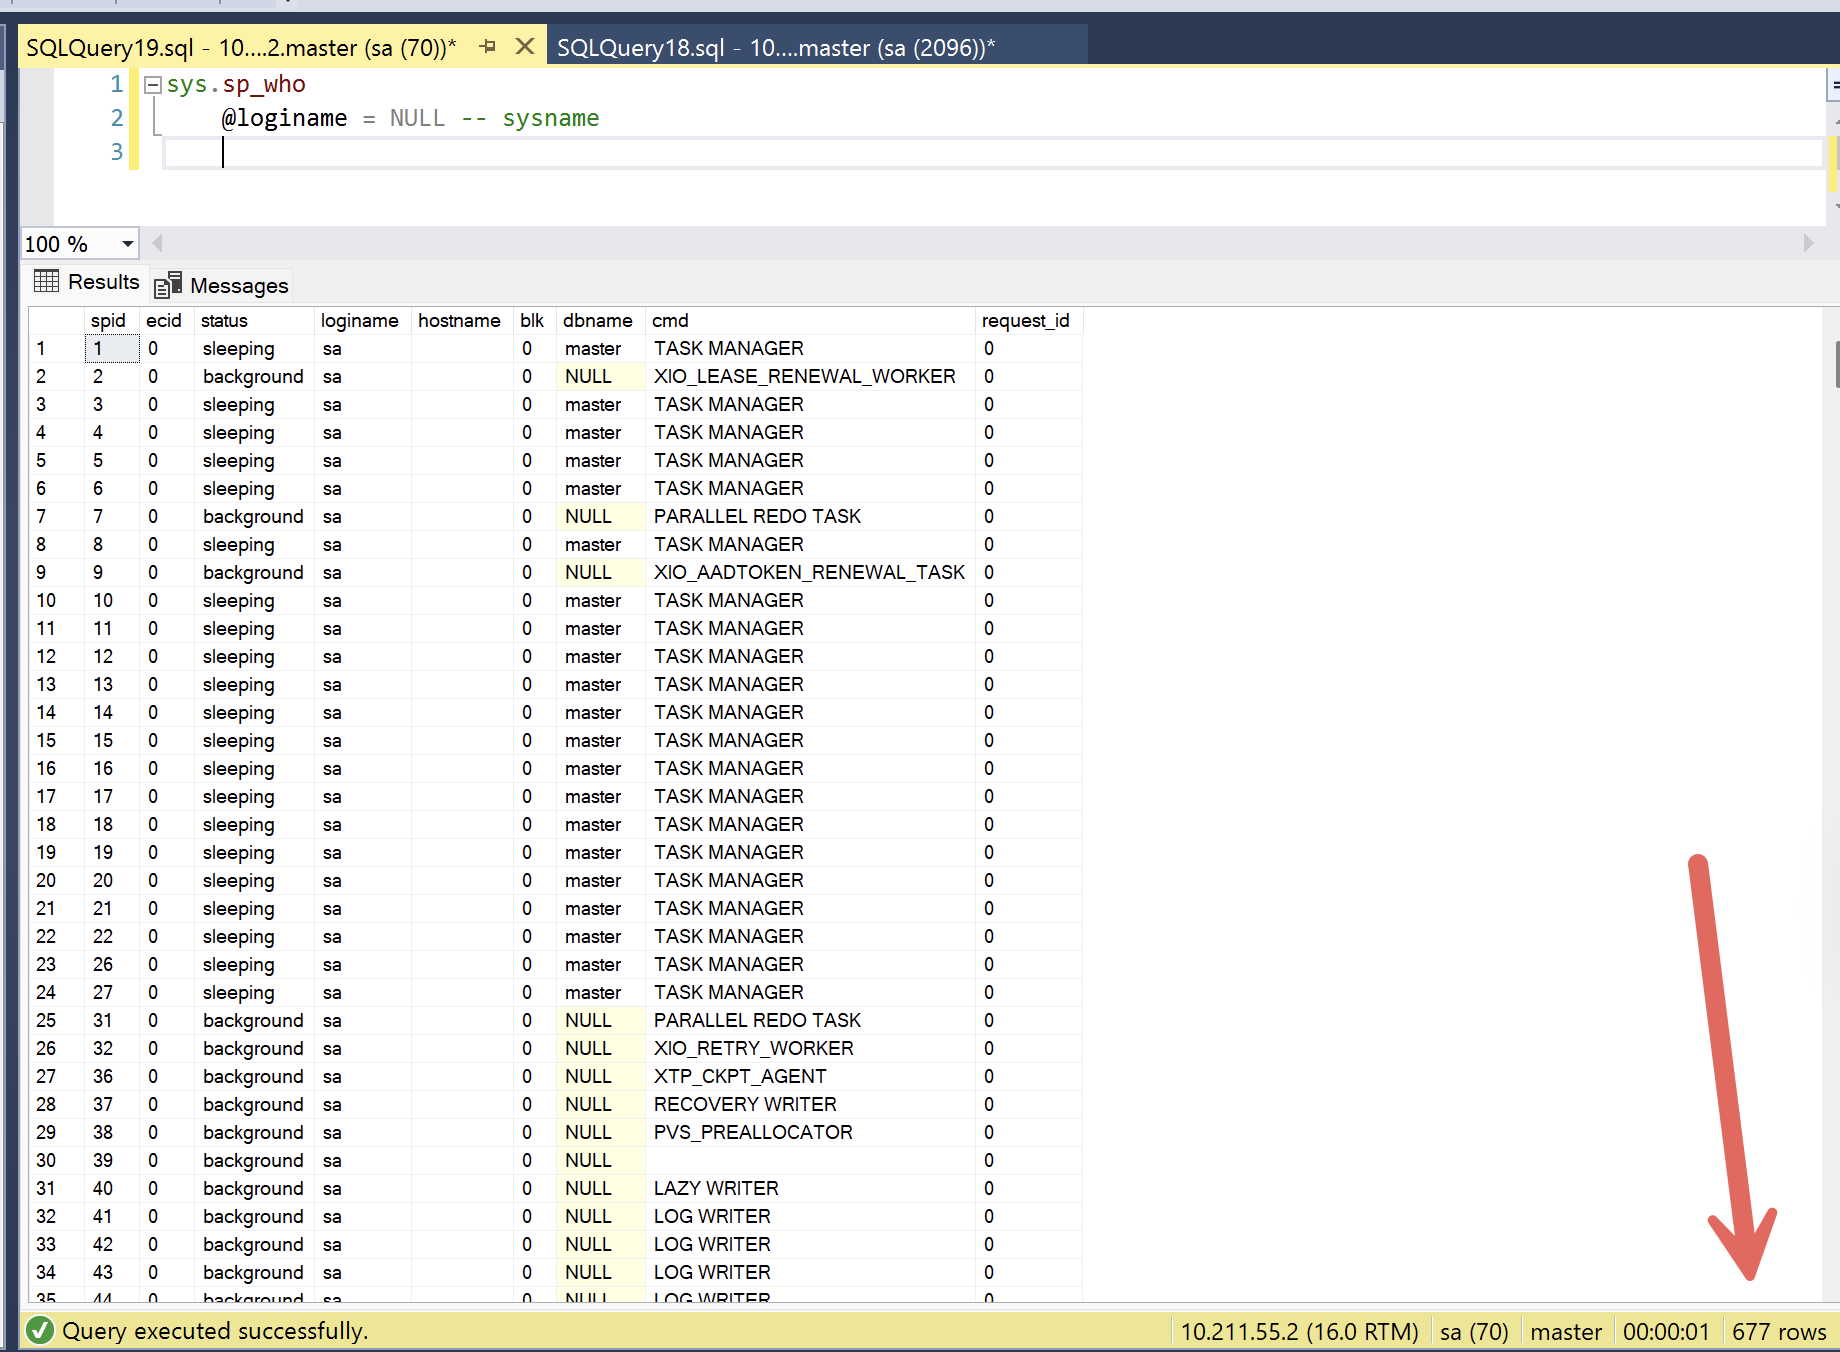 SQLQuery19.sql - 10....2.master (sa (70))*
SQLQuery18.sql - 10....master (sa (2096))*
1 sys.sp_who
2 @loginame = NULL -- sysname
3
100 %
Results Messages
spid ecid status loginame hostname blk dbname cmd request_id
1 1 0 sleeping sa 0 master TASK MANAGER 0
2 2 0 background sa 0 NULL XIO_LEASE_RENEWAL_WORKER 0
3 3 0 sleeping sa 0 master TASK MANAGER 0
4 4 0 sleeping sa 0 master TASK MANAGER 0
5 5 0 sleeping sa 0 master TASK MANAGER 0
6 6 0 sleeping sa 0 master TASK MANAGER 0
7 7 0 background sa 0 NULL PARALLEL REDO TASK 0
8 8 0 sleeping sa 0 master TASK MANAGER 0
9 9 0 background sa 0 NULL XIO_AADTOKEN_RENEWAL_TASK 0
10 10 0 sleeping sa 0 master TASK MANAGER 0
11 11 0 sleeping sa 0 master TASK MANAGER 0
12 12 0 sleeping sa 0 master TASK MANAGER 0
13 13 0 sleeping sa 0 master TASK MANAGER 0
14 14 0 sleeping sa 0 master TASK MANAGER 0
15 15 0 sleeping sa 0 master TASK MANAGER 0
16 16 0 sleeping sa 0 master TASK MANAGER 0
17 17 0 sleeping sa 0 master TASK MANAGER 0
18 18 0 sleeping sa 0 master TASK MANAGER 0
19 19 0 sleeping sa 0 master TASK MANAGER 0
20 20 0 sleeping sa 0 master TASK MANAGER 0
21 21 0 sleeping sa 0 master TASK MANAGER 0
22 22 0 sleeping sa 0 master TASK MANAGER 0
23 26 0 sleeping sa 0 master TASK MANAGER 0
24 27 0 sleeping sa 0 master TASK MANAGER 0
25 31 0 background sa 0 NULL PARALLEL REDO TASK 0
26 32 0 background sa 0 NULL XIO_RETRY_WORKER 0
27 36 0 background sa 0 NULL XTP_CKPT_AGENT 0
28 37 0 background sa 0 NULL RECOVERY WRITER 0
29 38 0 background sa 0 NULL PVS_PREALLOCATOR 0
30 39 0 background sa 0 NULL 0
31 40 0 background sa 0 NULL LAZY WRITER 0
32 41 0 background sa 0 NULL LOG WRITER 0
33 42 0 background sa 0 NULL LOG WRITER 0
34 43 0 background sa 0 NULL LOG WRITER 0
35 44 0 background sa 0 NULL LOG WRITER 0
Query executed successfully. 10.211.55.2 (16.0 RTM) sa (70) master 00:00:01 677 rows